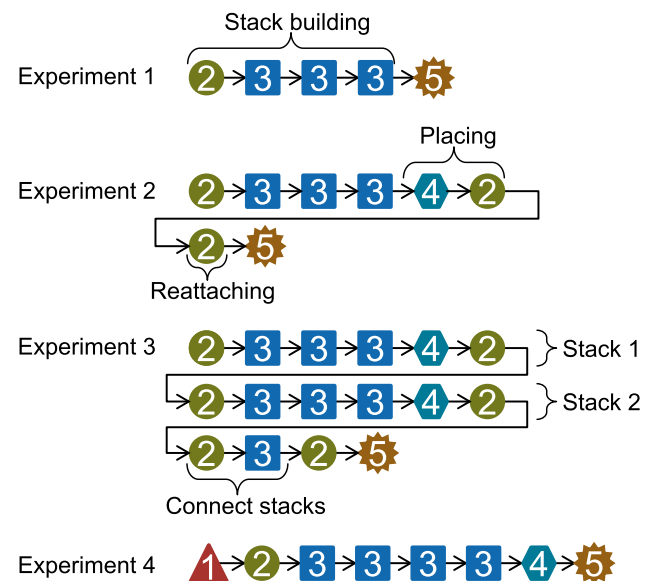 Stack building
Experiment 1 2 3 3 3 5
Placing
Experiment 2 2 3 3 3 4 2
2 5
Reattaching
Experiment 3 2 3 3 3 4 2 Stack 1
2 3 3 3 4 2 Stack 2
2 3 2 5
Connect stacks
Experiment 4 1 2 3 3 3 3 4 5